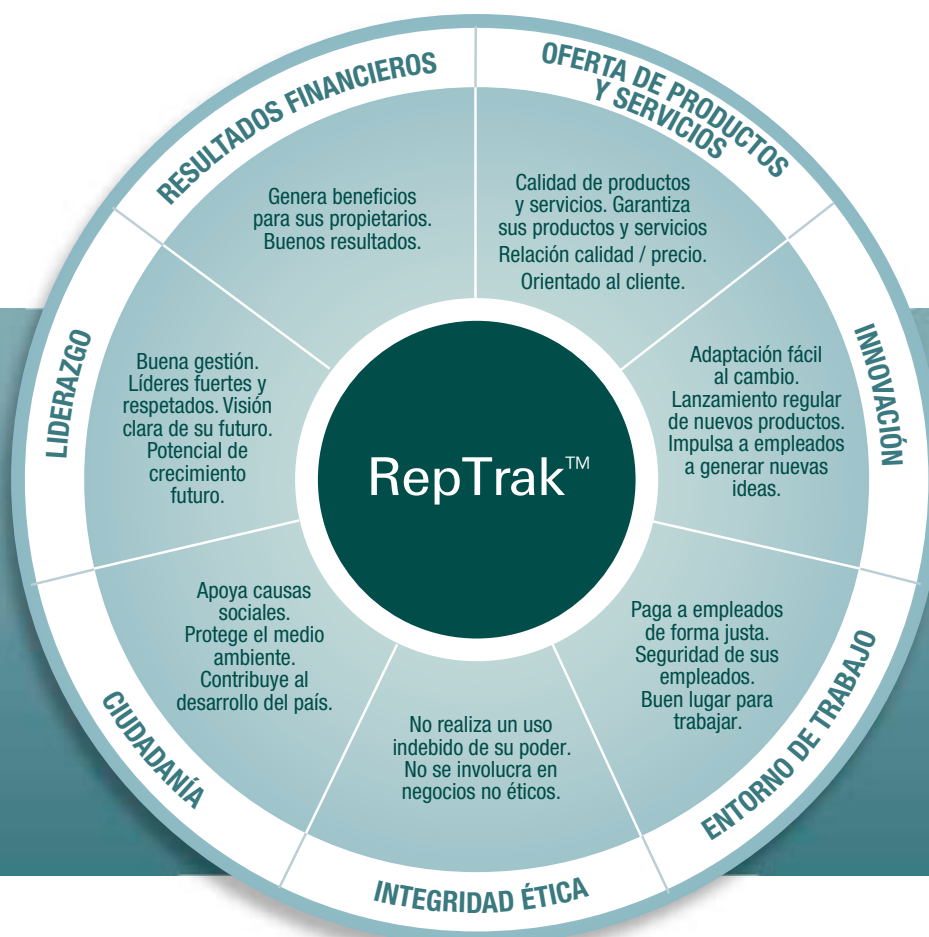 RESULTADOS FINANCIEROS
Genera beneficios
para sus propietarios.
Buenos resultados.
OFERTA DE PRODUCTOS
Y SERVICIOS
Calidad de productos
y servicios. Garantiza
sus productos y servicios
Relación calidad / precio.
Orientado al cliente.
INNOVACIÓN
Adaptación fácil
al cambio.
Lanzamiento regular
de nuevos productos.
Impulsa a empleados
a generar nuevas
ideas.
ENTORNO DE TRABAJO
Paga a empleados
de forma justa.
Seguridad de sus
empleados.
Buen lugar para
trabajar.
INTEGRIDAD ÉTICA
No realiza un uso
indebido de su poder.
No se involucra en
negocios no éticos.
CIUDADANÍA
Apoya causas
sociales.
Protege el medio
ambiente.
Contribuye al
desarrollo del país.
LIDERAZGO
Buena gestión.
Líderes fuertes y
respetados. Visión
clara de su futuro.
Potencial de
crecimiento
futuro.
RepTrak™